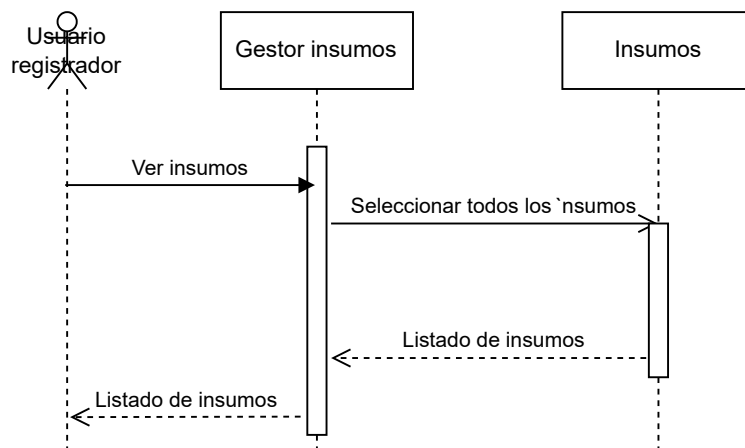 Usuario
registrador
Gestor insumos
Insumos
Ver insumos
Seleccionar todos los `nsumos
Listado de insumos
Listado de insumos